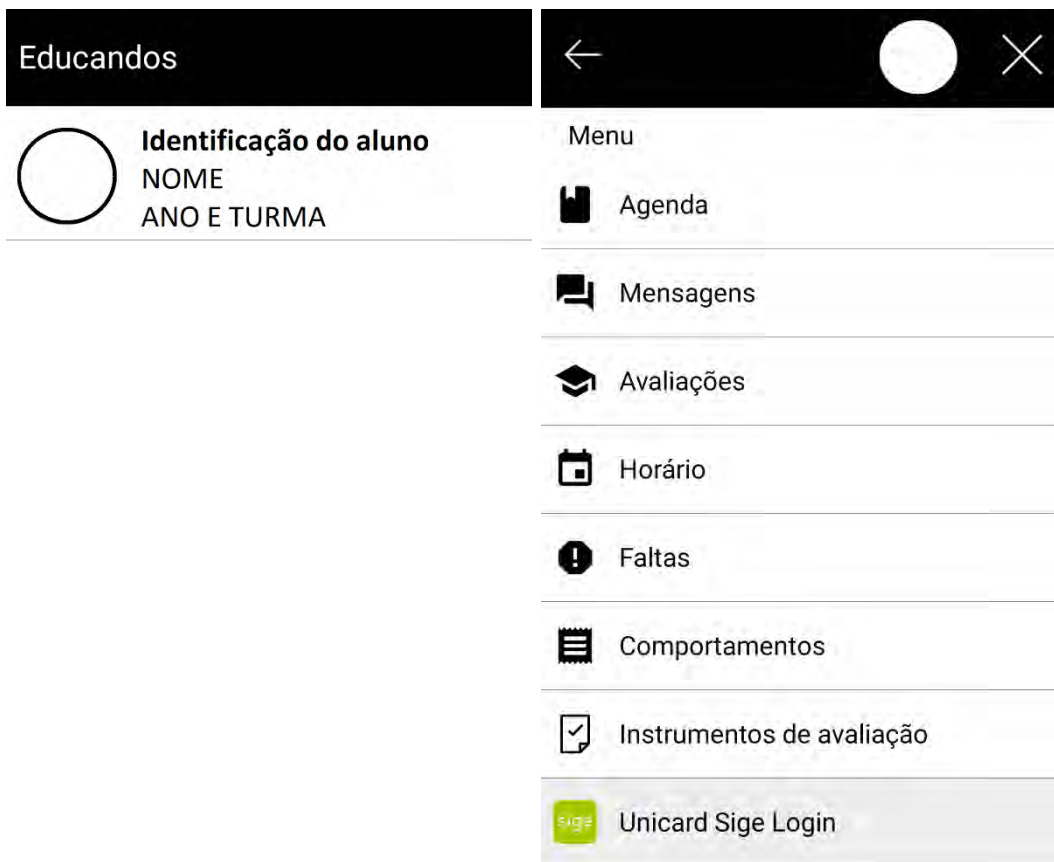 Educandos
Identificação do aluno
NOME
ANO E TURMA
Menu
Agenda
Mensagens
Avaliações
Horário
Faltas
Comportamentos
Instrumentos de avaliação
sige
Unicard Sige Login